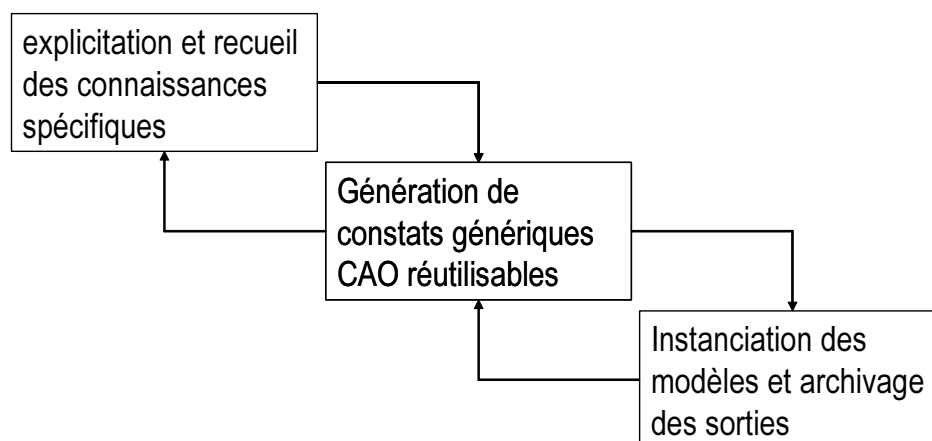 explicitation et recueil
des connaissances
spécifiques
Génération de
constats génériques
CAO réutilisables
Instanciation des
modèles et archivage
des sorties